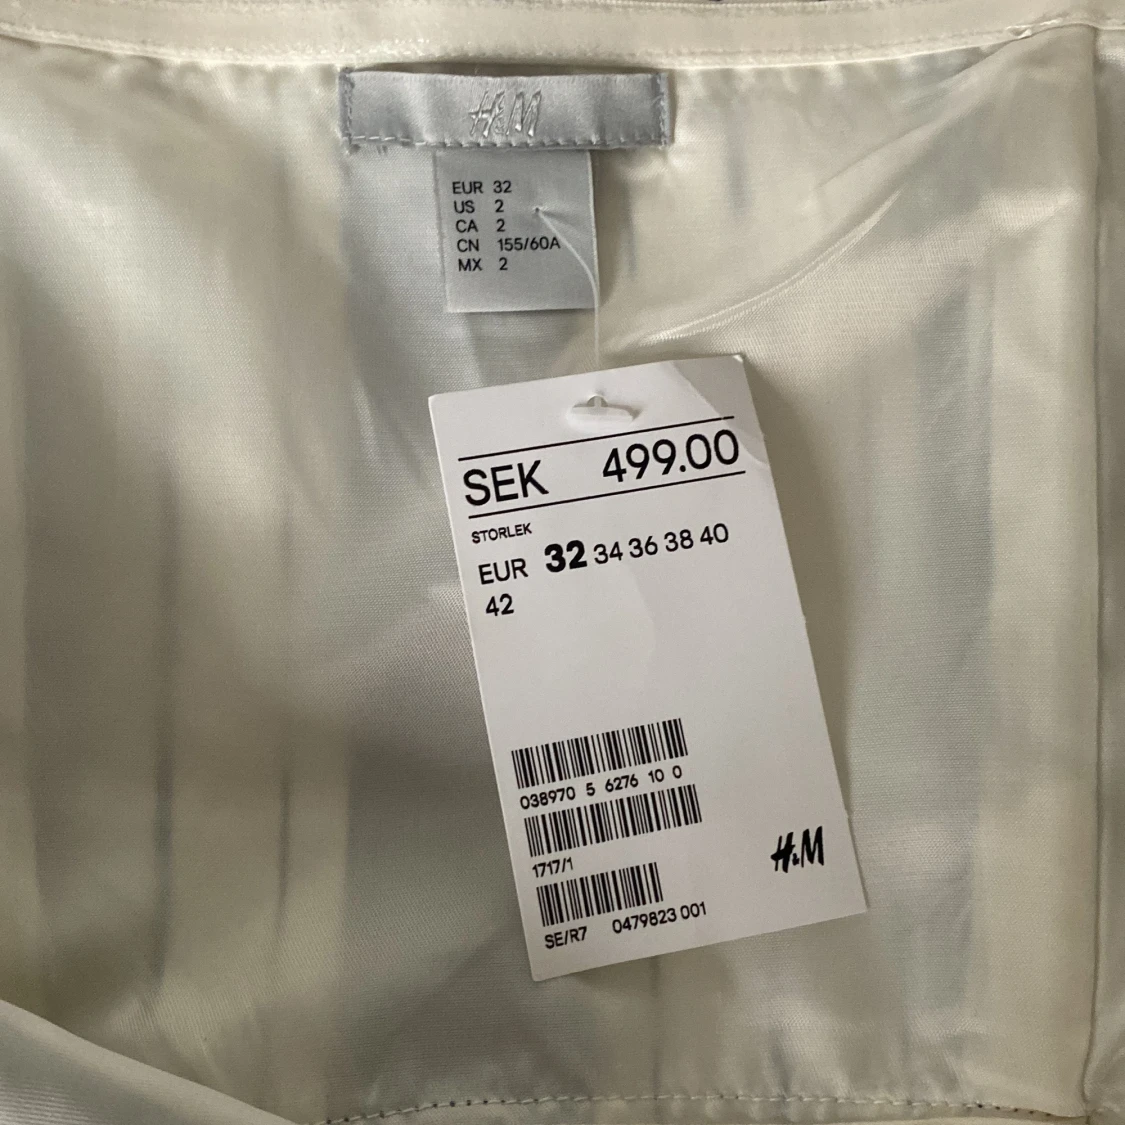 H&M
EUR 32
US 2
CA 2
CN 155/60A
MX 2
SEK 499.00
STORLEK
EUR 32 34 36 38 40
42
038970 5 6276 10 0
1717/1
H&M
SE/R7 0479823 001